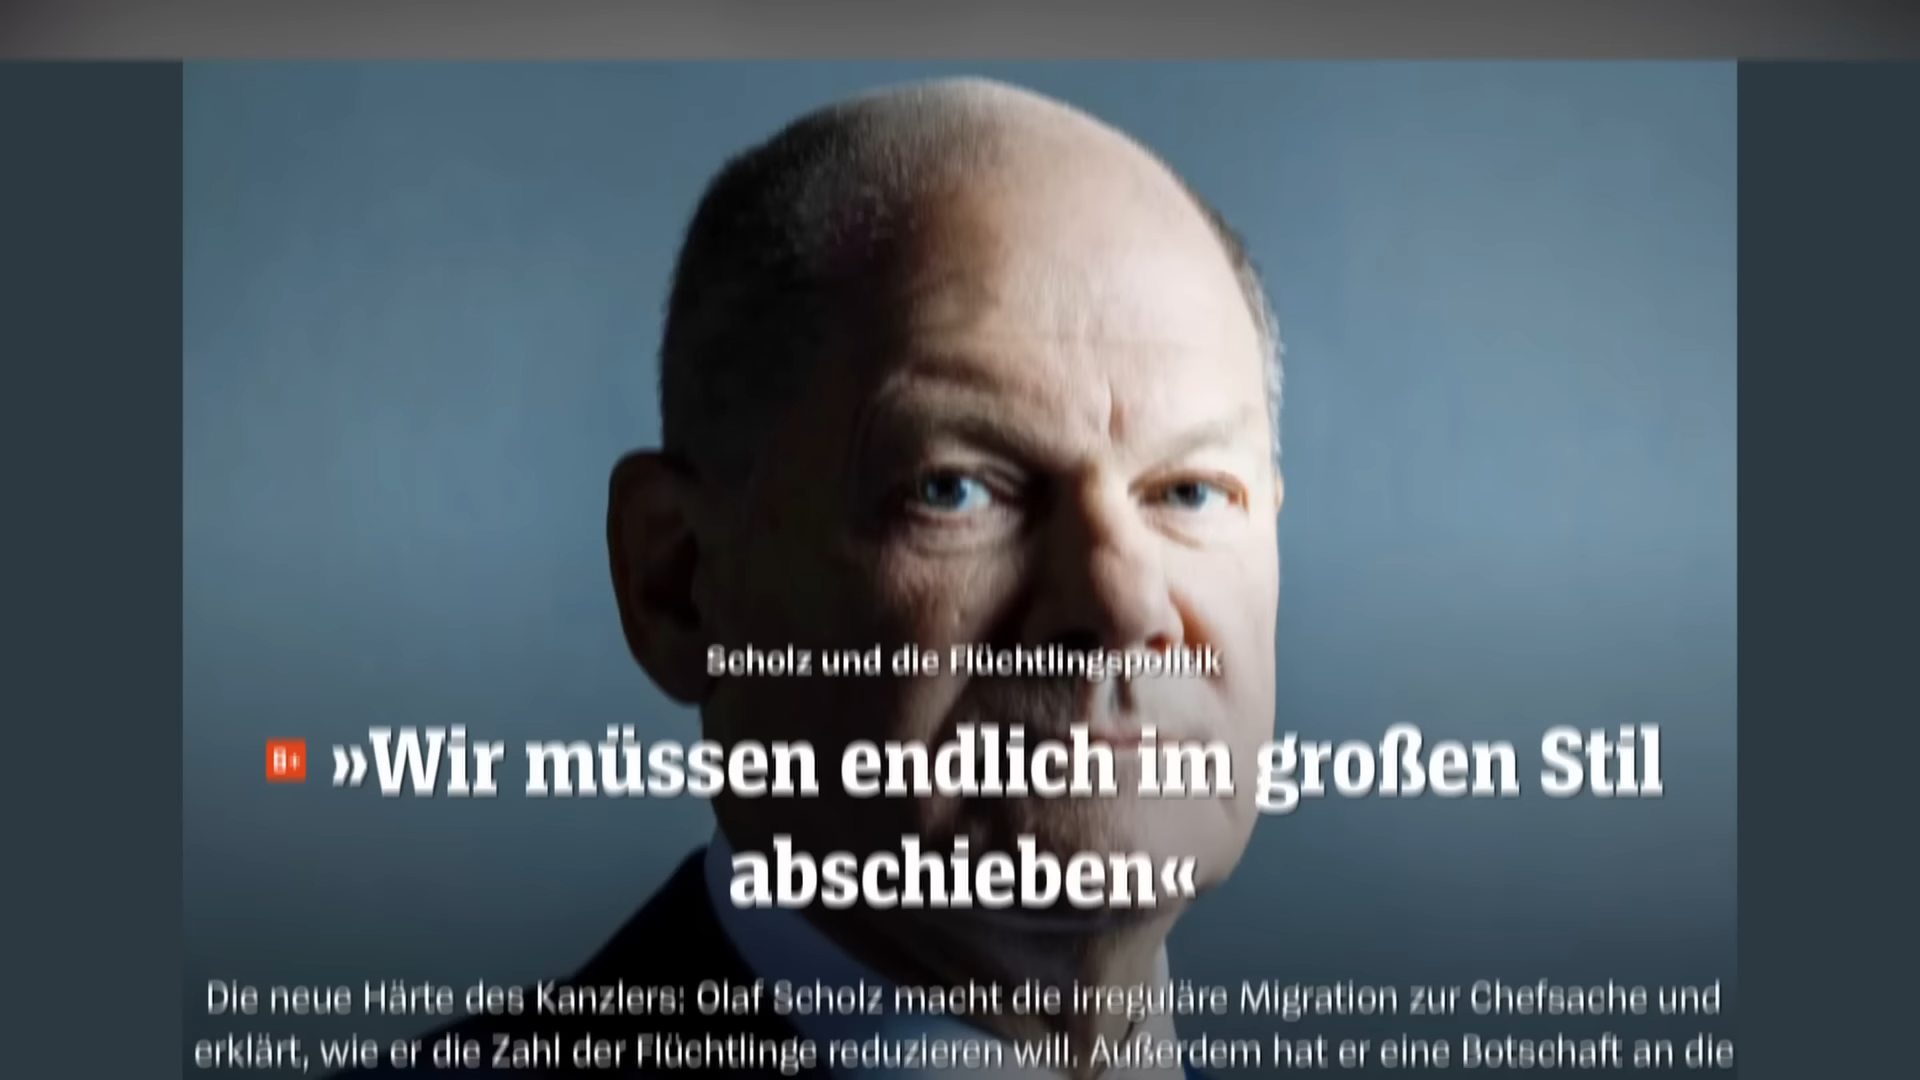 Scholz und die Flüchtlingspolitik
S+ »Wir müssen endlich im großen Stil
abschieben«
Die neue Härte des Kanzlers: Olaf Scholz macht die irreguläre Migration zur Chefsache und
erklärt, wie er die Zahl der Flüchtlinge reduzieren will. Außerdem hat er eine Botschaft an die